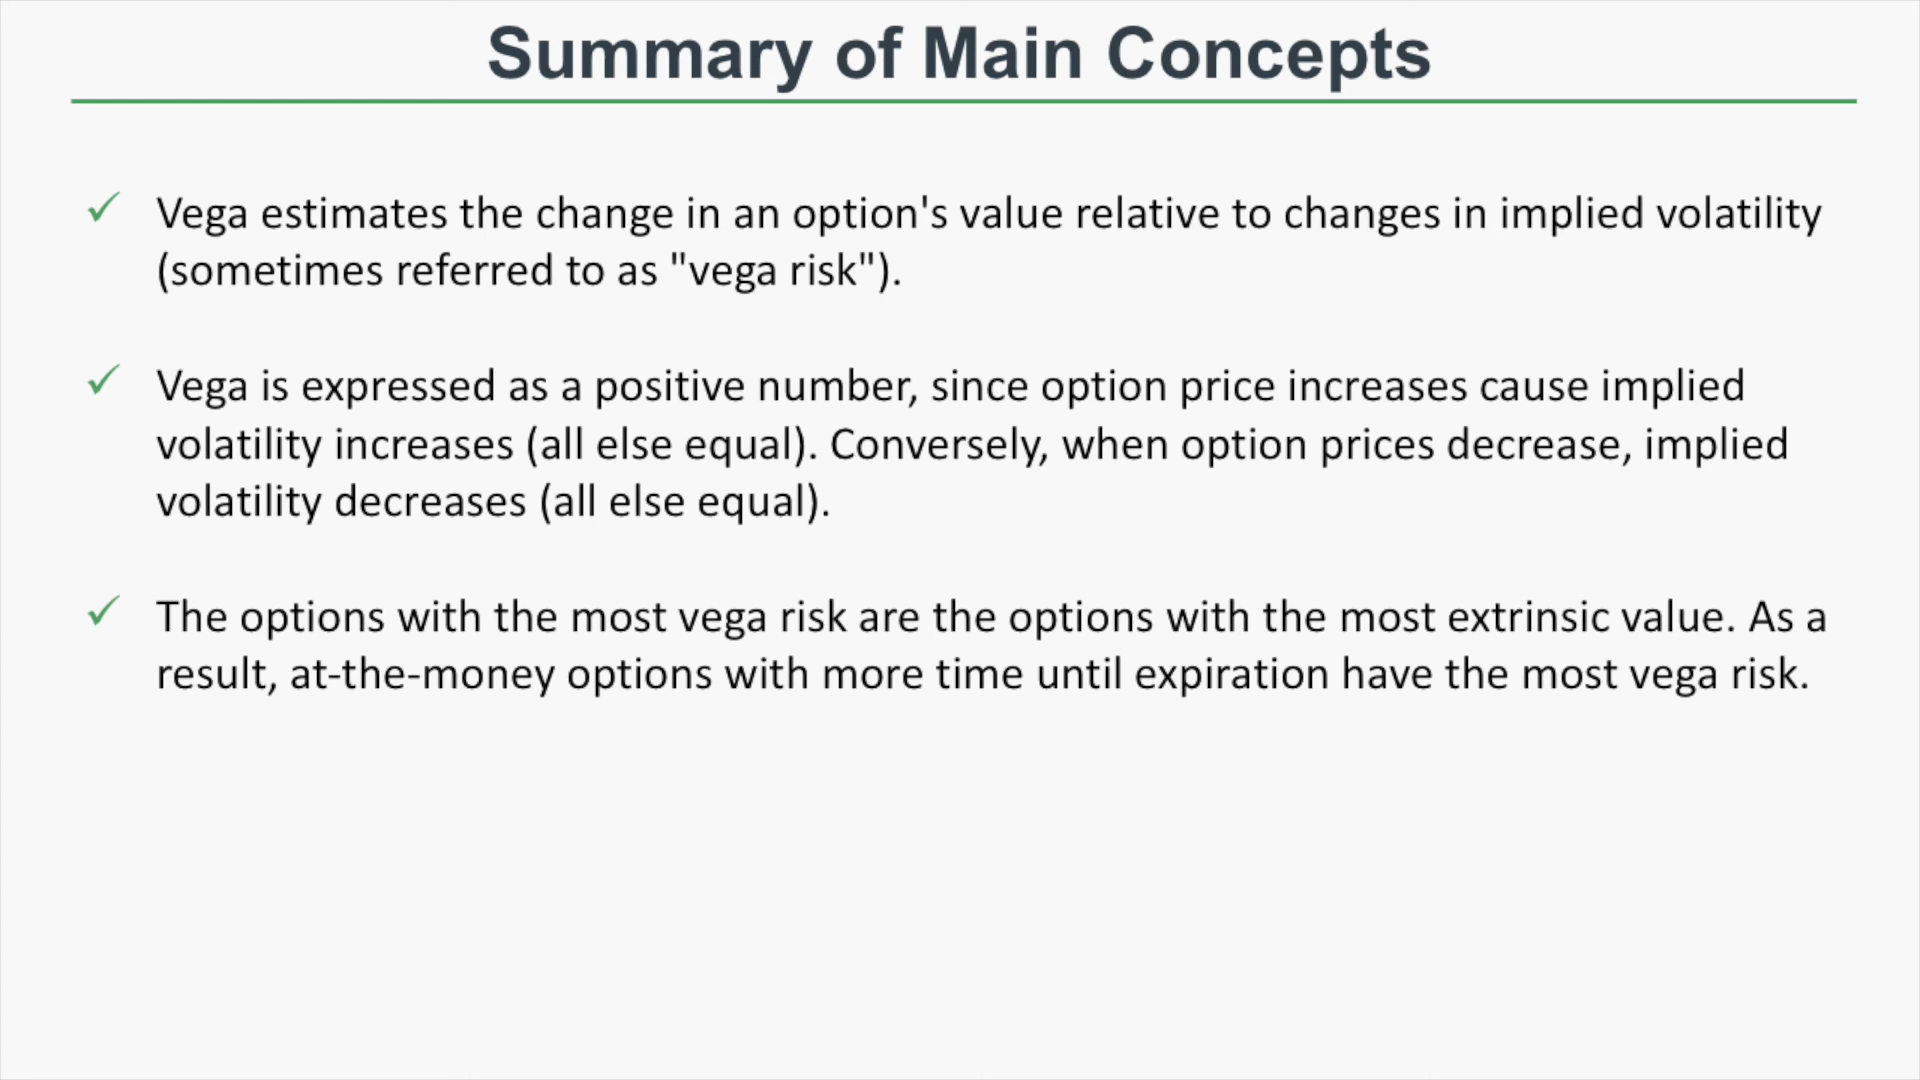 Summary of Main Concepts
Vega estimates the change in an option's value relative to changes in implied volatility
(sometimes referred to as "vega risk").
Vega is expressed as a positive number, since option price increases cause implied
volatility increases (all else equal). Conversely, when option prices decrease, implied
volatility decreases (all else equal).
The options with the most vega risk are the options with the most extrinsic value. As a
result, at-the-money options with more time until expiration have the most vega risk.